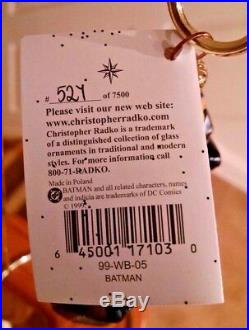 # 527 of 7500
Please visit our new web site:
www.christopherradko.com
Christopher Radko is a trademark
of a distinguished collection of glass
ornaments in traditional and modern
styles. For more information call
800-71-RADKO.
Made in Poland
BATMAN and all related characters, names
and indicia are trademarks of DC Comics
© 199
6 45001 17103 0
99-WB-05
BATMAN